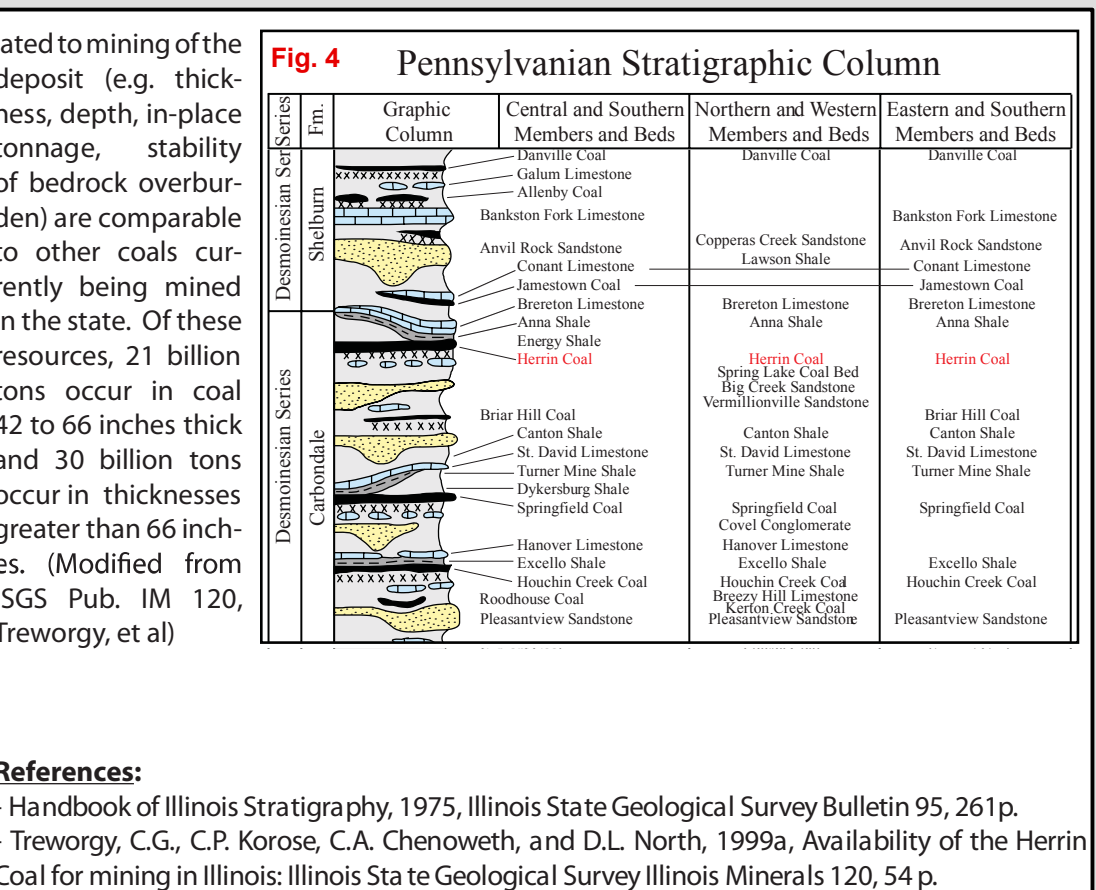 ated to mining of the
deposit (e.g. thick-
ness, depth, in-place
tonnage, stability
of bedrock overbur-
den) are comparable
to other coals cur-
rently being mined
in the state. Of these
resources, 21 billion
tons occur in coal
42 to 66 inches thick
and 30 billion tons
occur in thicknesses
greater than 66 inch-
es. (Modified from
ISGS Pub. IM 120,
Treworgy, et al)
Fig. 4 Pennsylvanian Stratigraphic Column
Series
Fm.
Graphic
Column
Central and Southern
Members and Beds
Northern and Western
Members and Beds
Eastern and Southern
Members and Beds
Desmoinesian Series
Shelburn
Desmoinesian Series
Carbondale
Danville Coal
Galum Limestone
Allenby Coal
Bankston Fork Limestone
Anvil Rock Sandstone
Conant Limestone
Jamestown Coal
Brereton Limestone
Anna Shale
Energy Shale
Herrin Coal
Briar Hill Coal
Canton Shale
St. David Limestone
Turner Mine Shale
Dykersburg Shale
Springfield Coal
Hanover Limestone
Excello Shale
Houchin Creek Coal
Roodhouse Coal
Pleasantview Sandstone
Danville Coal
Copperas Creek Sandstone
Lawson Shale
Brereton Limestone
Anna Shale
Herrin Coal
Spring Lake Coal Bed
Big Creek Sandstone
Vermillionville Sandstone
Canton Shale
St. David Limestone
Turner Mine Shale
Springfield Coal
Covel Conglomerate
Hanover Limestone
Excello Shale
Houchin Creek Coal
Breezy Hill Limestone
Kerton Creek Coal
Pleasantview Sandstone
Danville Coal
Bankston Fork Limestone
Anvil Rock Sandstone
Conant Limestone
Jamestown Coal
Brereton Limestone
Anna Shale
Herrin Coal
Briar Hill Coal
Canton Shale
St. David Limestone
Turner Mine Shale
Springfield Coal
Excello Shale
Houchin Creek Coal
Pleasantview Sandstone
References:
- Handbook of Illinois Stratigraphy, 1975, Illinois State Geological Survey Bulletin 95, 261p.
- Treworgy, C.G., C.P. Korose, C.A. Chenoweth, and D.L. North, 1999a, Availability of the Herrin
Coal for mining in Illinois: Illinois State Geological Survey Illinois Minerals 120, 54 p.